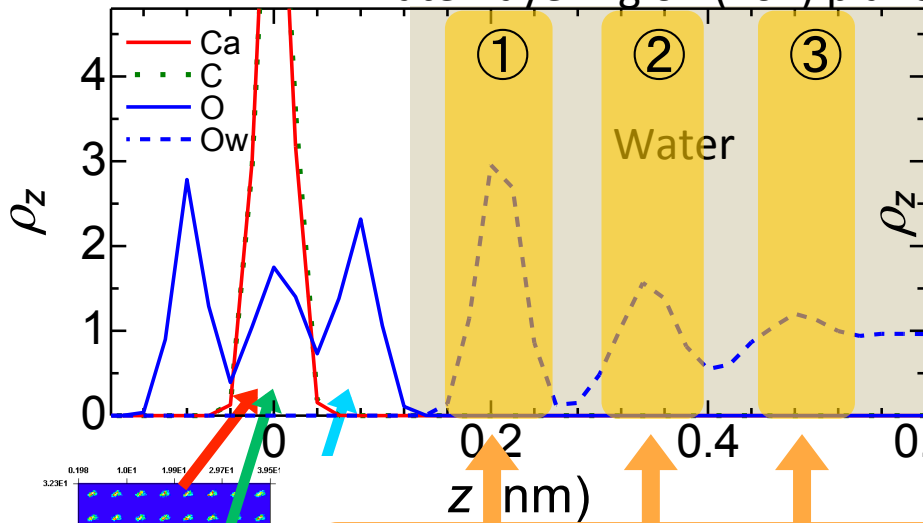 Ca
C
O
Ow
① ② ③
Water
4
3
2
1
0
ρz
ρz
0 0.2 0.4
z (nm)
0.198 1.0E1 1.99E1 2.97E1 3.95E1
3.23E1